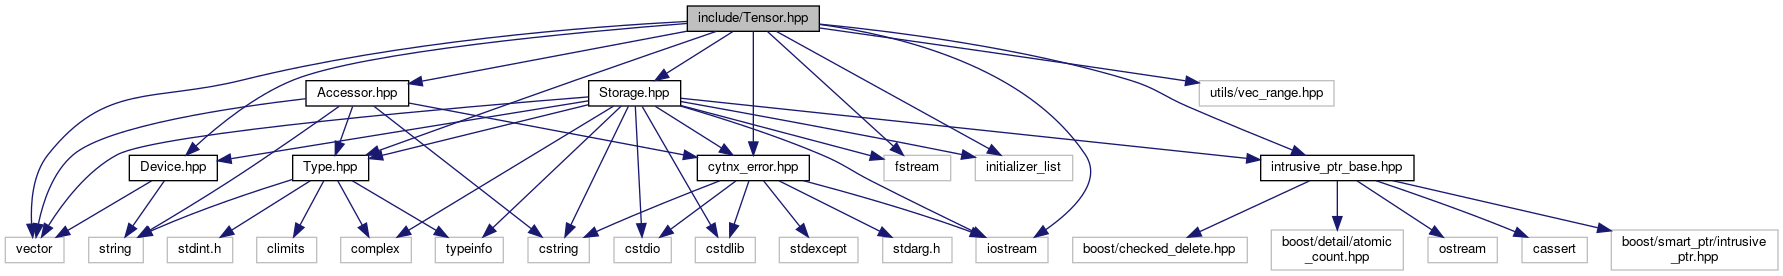 include/Tensor.hpp
Accessor.hpp
Storage.hpp
utils/vec_range.hpp
Device.hpp
Type.hpp
cytnx_error.hpp
fstream
initializer_list
intrusive_ptr_base.hpp
vector
string
stdint.h
climits
complex
typeinfo
cstring
cstdio
cstdlib
stdexcept
stdarg.h
iostream
boost/checked_delete.hpp
boost/detail/atomic
_count.hpp
ostream
cassert
boost/smart_ptr/intrusive
_ptr.hpp